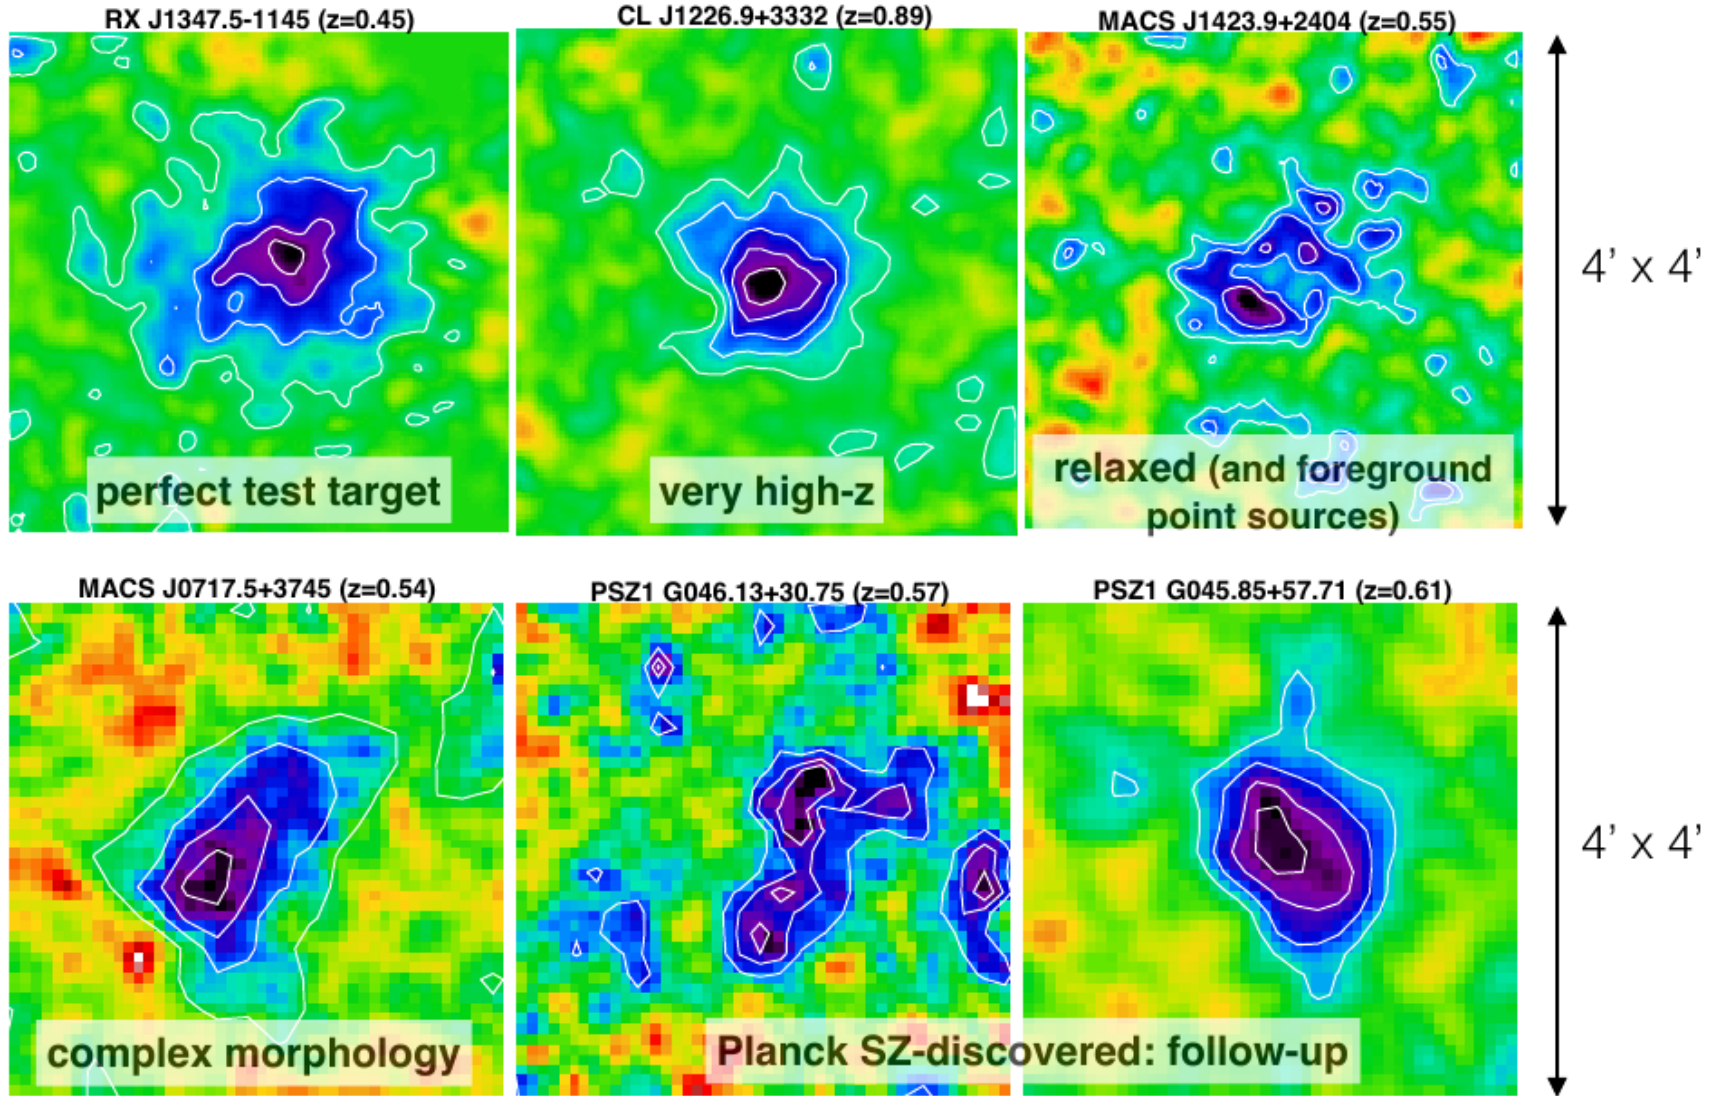 RX J1347.5-1145 (z=0.45)
CL J1226.9+3332 (z=0.89)
MACS J1423.9+2404 (z=0.55)
4' x 4'
perfect test target
very high-z
relaxed (and foreground
point sources)
MACS J0717.5+3745 (z=0.54)
PSZ1 G046.13+30.75 (z=0.57)
PSZ1 G045.85+57.71 (z=0.61)
4' x 4'
complex morphology
Planck SZ-discovered: follow-up